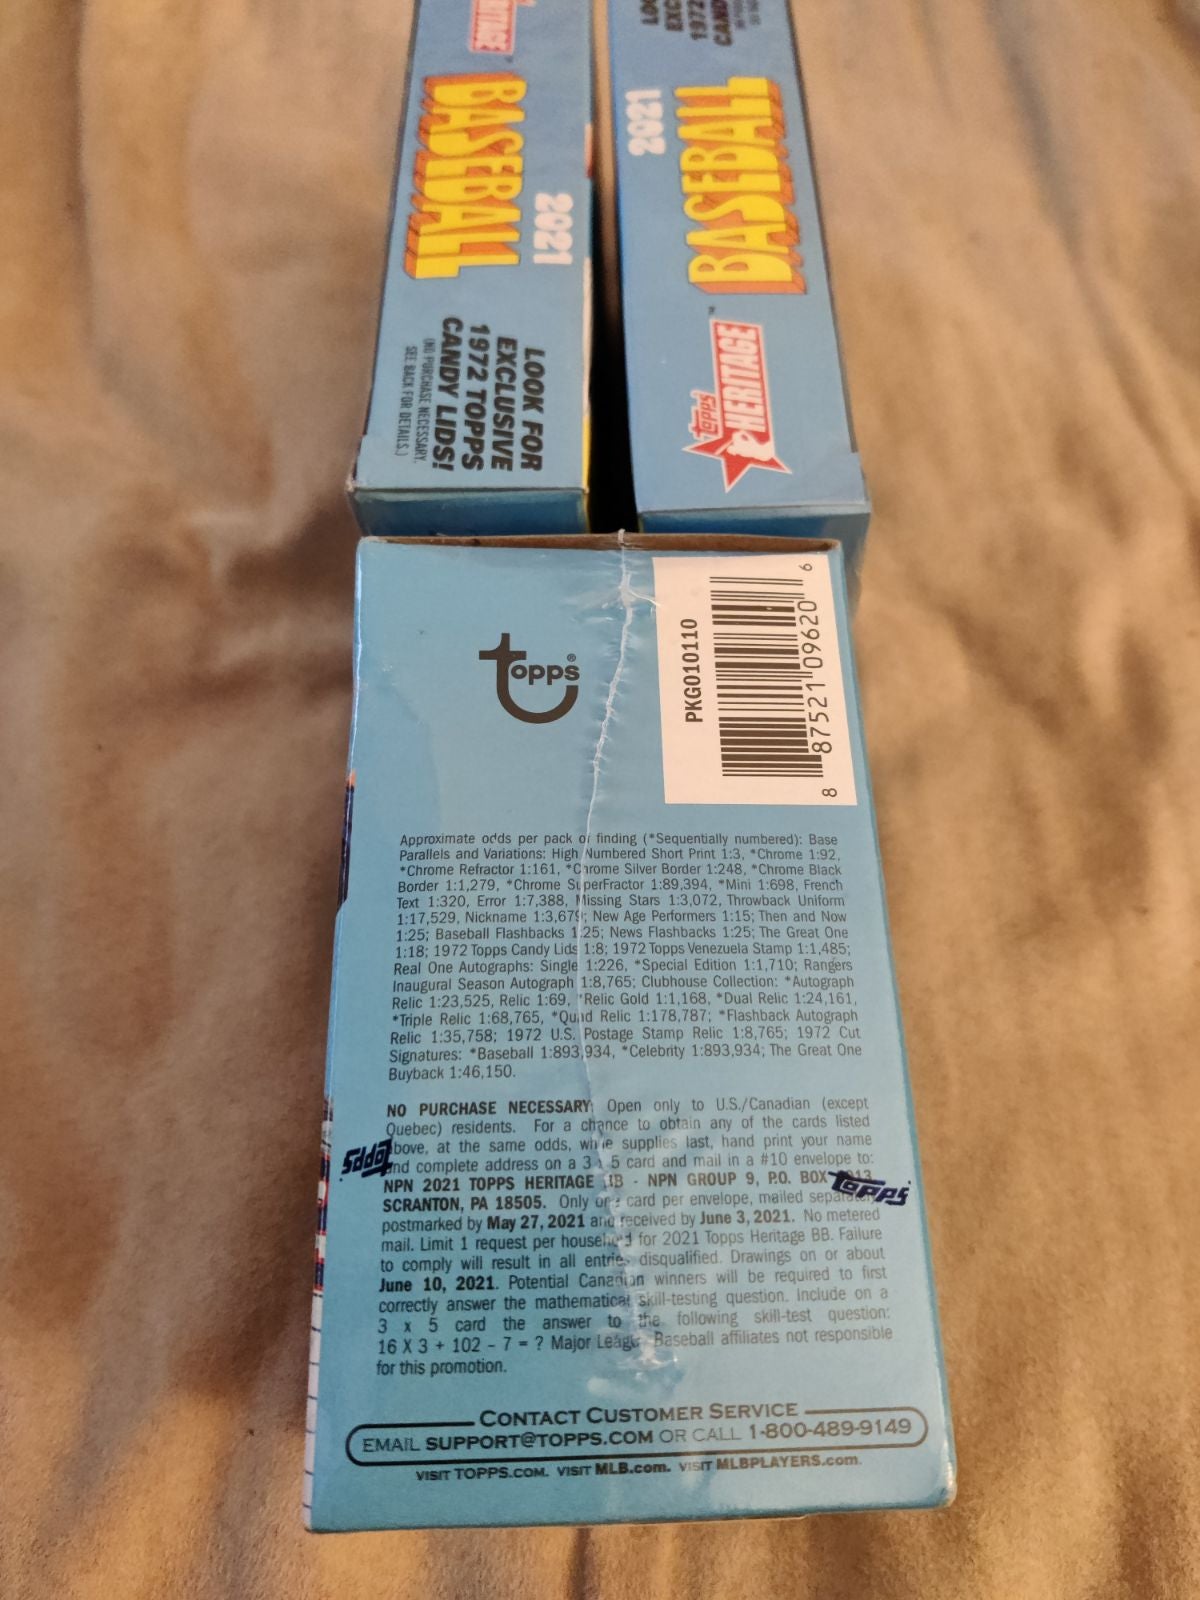 HERITAGE
BASEBALL
2021
LOOK FOR
EXCLUSIVE
1972 TOPPS
CANDY LIDS!
(NO PURCHASE NECESSARY.
SEE BACK FOR DETAILS.)
2021
BASEBALL
Topps
HERITAGE
topps®
PKG010110
8 87521 09620 6
Approximate odds per pack of finding (*Sequentially numbered): Base
Parallels and Variations: High Numbered Short Print 1:3, *Chrome 1:92,
*Chrome Refractor 1:161, *Chrome Silver Border 1:248, *Chrome Black
Border 1:1,279, *Chrome SuperFractor 1:89,394, *Mini 1:698, French
Text 1:320, Error 1:7,388, Missing Stars 1:3,072, Throwback Uniform
1:17,529, Nickname 1:3,679; New Age Performers 1:15; Then and Now
1:25; Baseball Flashbacks 1:25; News Flashbacks 1:25; The Great One
1:18; 1972 Topps Candy Lids 1:8; 1972 Topps Venezuela Stamp 1:1,485;
Real One Autographs: Single 1:226, *Special Edition 1:1,710; Rangers
Inaugural Season Autograph 1:8,765; Clubhouse Collection: *Autograph
Relic 1:23,525, Relic 1:69, *Relic Gold 1:1,168, *Dual Relic 1:24,161,
*Triple Relic 1:68,765, *Quad Relic 1:178,787; *Flashback Autograph
Relic 1:35,758; 1972 U.S. Postage Stamp Relic 1:8,765; 1972 Cut
Signatures: *Baseball 1:893,934, *Celebrity 1:893,934; The Great One
Buyback 1:46,150.
NO PURCHASE NECESSARY: Open only to U.S./Canadian (except
Quebec) residents. For a chance to obtain any of the cards listed
above, at the same odds, while supplies last, hand print your name
and complete address on a 3 x 5 card and mail in a #10 envelope to:
NPN 2021 TOPPS HERITAGE BB - NPN GROUP 9, P.O. BOX
SCRANTON, PA 18505. Only one card per envelope, mailed separately
postmarked by May 27, 2021 and received by June 3, 2021. No metered
mail. Limit 1 request per household for 2021 Topps Heritage BB. Failure
to comply will result in all entries disqualified. Drawings on or about
June 10, 2021. Potential Canadian winners will be required to first
correctly answer the mathematical skill-testing question. Include on a
3 x 5 card the answer to the following skill-test question:
16 X 3 + 102 - 7 = ? Major League Baseball affiliates not responsible
for this promotion.
topps
topps
CONTACT CUSTOMER SERVICE
EMAIL SUPPORT@TOPPS.COM OR CALL 1-800-489-9149
VISIT TOPPS.COM. VISIT MLB.com. VISIT MLBPLAYERS.com.